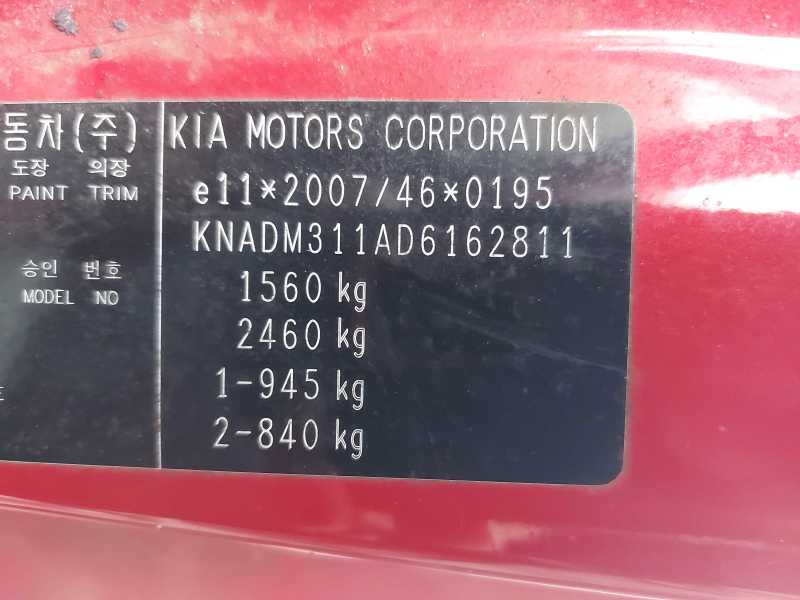 동차(주) KIA MOTORS CORPORATION
도장 의장
PAINT TRIM
e11*2007/46*0195
KNADM311AD6162811
승인 번호
MODEL NO
1560 kg
2460 kg
1-945 kg
2-840 kg